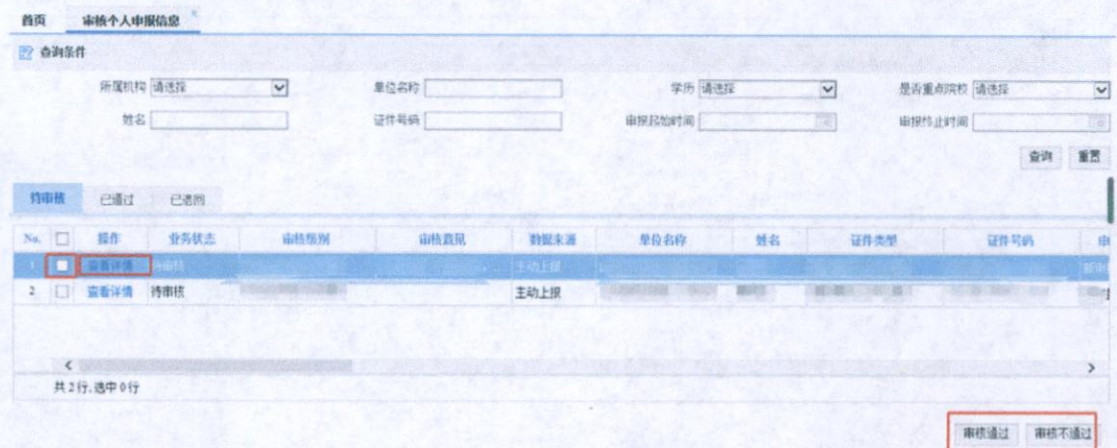 首页 审核个人申报信息 ×
查询条件
所属机构 请选择 单位名称 学历 请选择 是否重点院校 请选择
姓名 证件号码 申报起始时间 申报终止时间
查询 重置
待审核 已通过 已退回
No. 操作 业务状态 审核级别 审核意见 数据来源 单位名称 姓名 证件类型 证件号码 申
1 查看详情 待审核 主动上报
2 查看详情 待审核 主动上报
共 2 行, 选中 0 行
审核通过 审核不通过